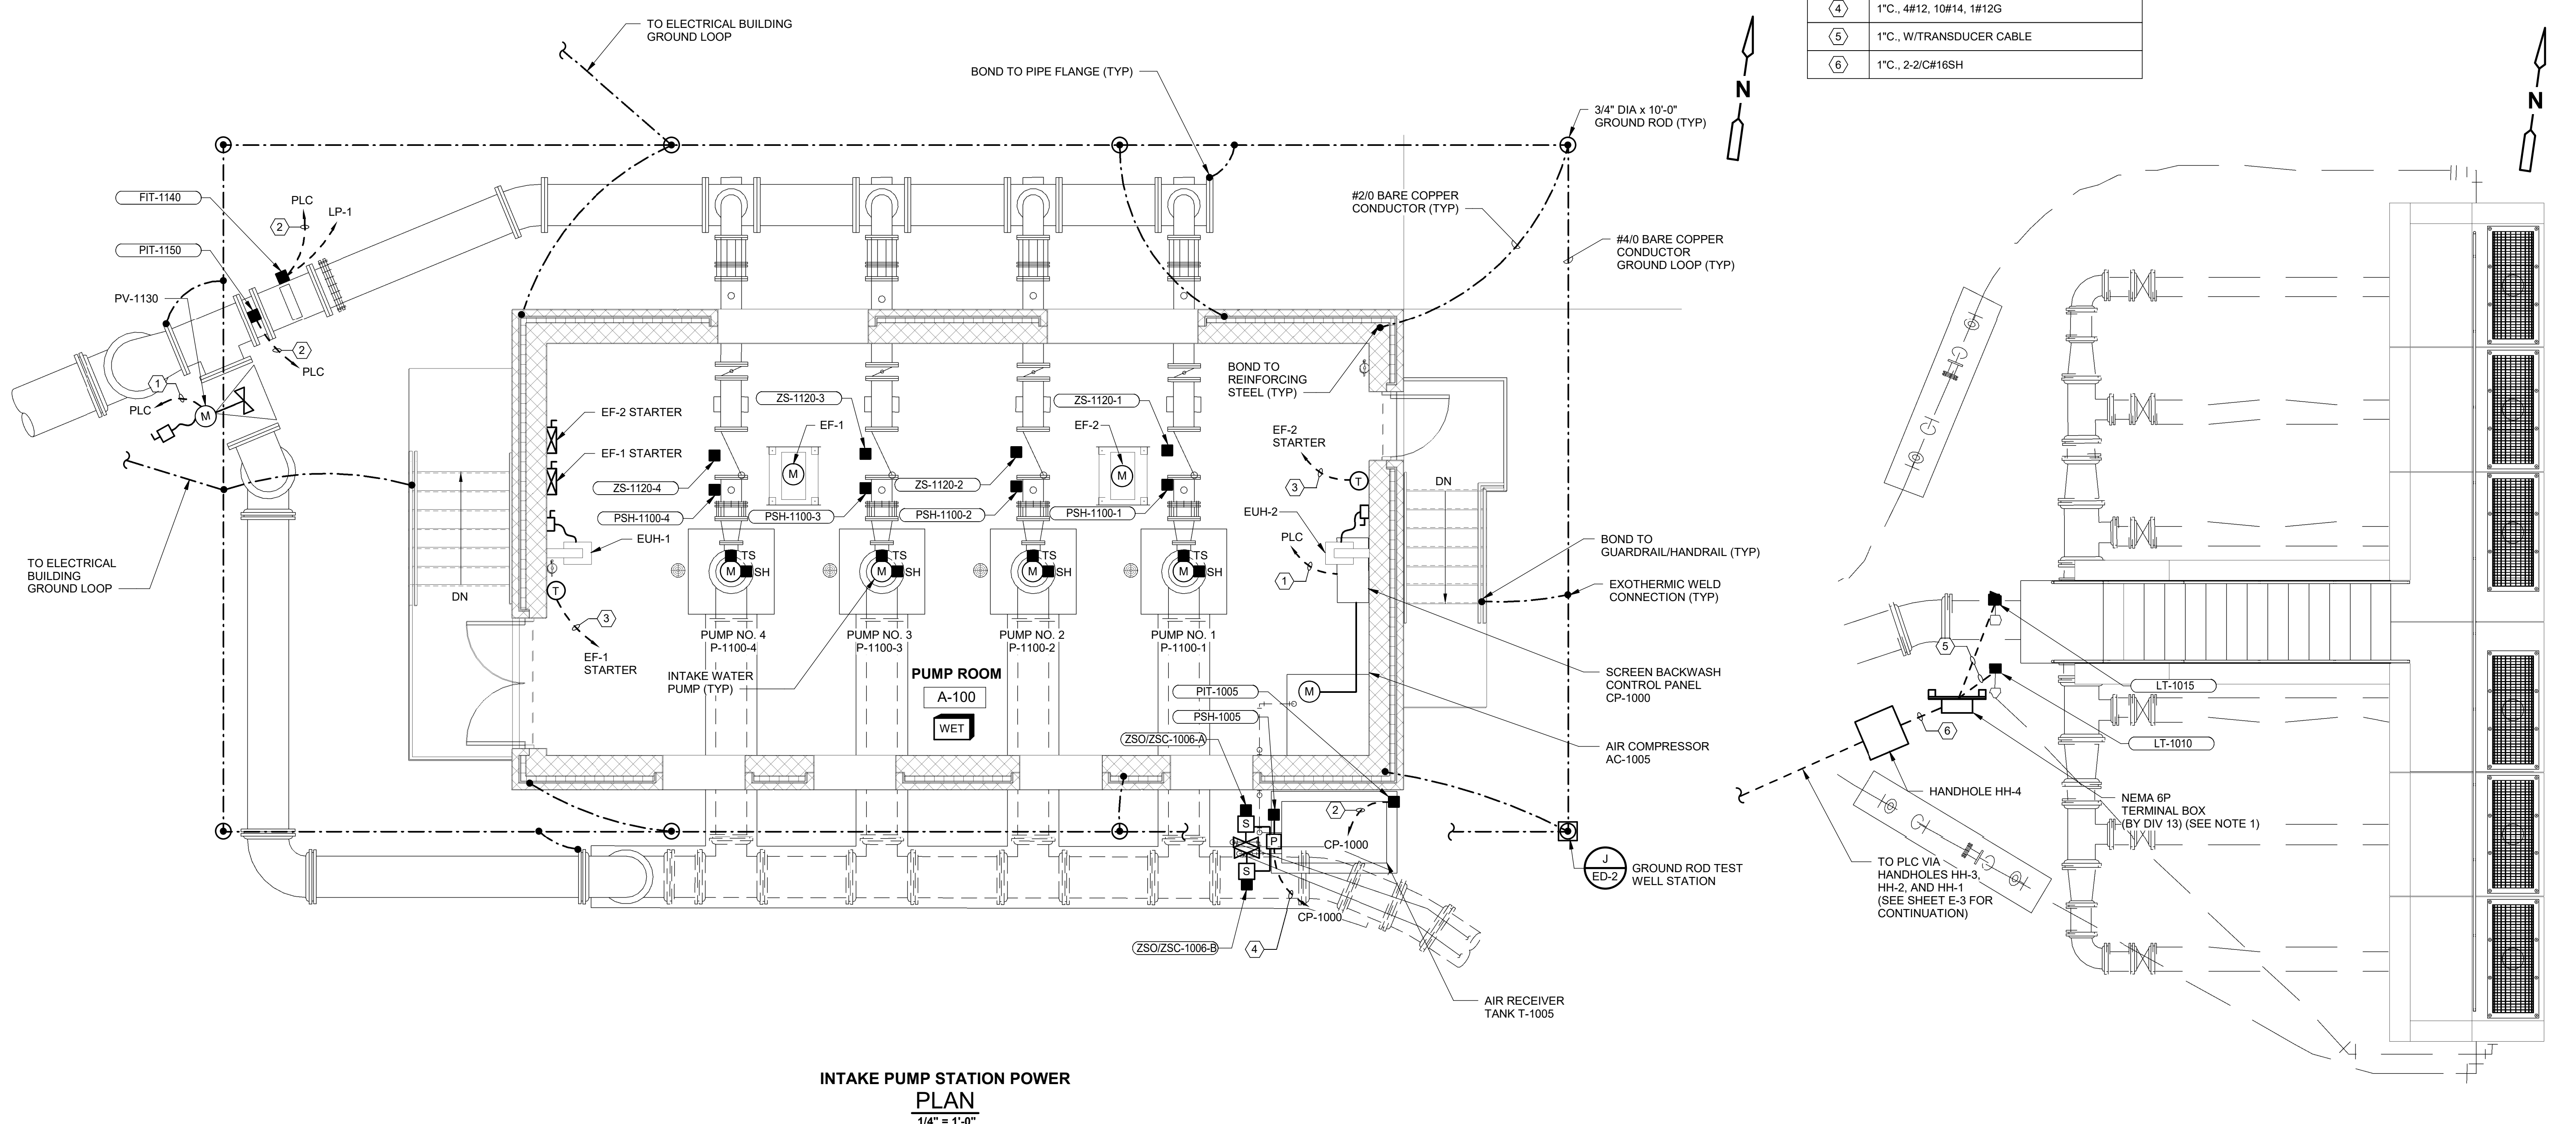 TO ELECTRICAL BUILDING
GROUND LOOP
BOND TO PIPE FLANGE (TYP)
3/4" DIA x 10'-0"
GROUND ROD (TYP)
N
4
1"C., 4#12, 10#14, 1#12G
5
1"C., W/TRANSDUCER CABLE
6
1"C., 2-2/C#16SH
N
FIT-1140
PLC
2
LP-1
PIT-1150
PV-1130
1
PLC
M
2
PLC
#2/0 BARE COPPER
CONDUCTOR (TYP)
#4/0 BARE COPPER
CONDUCTOR
GROUND LOOP (TYP)
BOND TO
REINFORCING
STEEL (TYP)
EF-2 STARTER
EF-1 STARTER
ZS-1120-3
ZS-1120-1
EF-1
M
EF-2
M
EF-2
STARTER
3
T
ZS-1120-4
ZS-1120-2
PSH-1100-4
PSH-1100-3
PSH-1100-2
PSH-1100-1
EUH-1
EUH-2
PLC
1
DN
DN
TO ELECTRICAL
BUILDING
GROUND LOOP
T
3
EF-1
STARTER
TS
M
SH
TS
M
SH
TS
M
SH
TS
M
SH
PUMP NO. 4
P-1100-4
PUMP NO. 3
P-1100-3
PUMP NO. 2
P-1100-2
PUMP NO. 1
P-1100-1
INTAKE WATER
PUMP (TYP)
PUMP ROOM
A-100
WET
BOND TO
GUARDRAIL/HANDRAIL (TYP)
EXOTHERMIC WELD
CONNECTION (TYP)
SCREEN BACKWASH
CONTROL PANEL
CP-1000
AIR COMPRESSOR
AC-1005
M
PIT-1005
PSH-1005
ZSO/ZSC-1006-A
2
CP-1000
S
P
S
CP-1000
ZSO/ZSC-1006-B
4
J
ED-2
GROUND ROD TEST
WELL STATION
AIR RECEIVER
TANK T-1005
5
LT-1015
LT-1010
6
HANDHOLE HH-4
NEMA 6P
TERMINAL BOX
(BY DIV 13) (SEE NOTE 1)
TO PLC VIA
HANDHOLES HH-3,
HH-2, AND HH-1
(SEE SHEET E-3 FOR
CONTINUATION)
INTAKE PUMP STATION POWER
PLAN
1/4" = 1'-0"